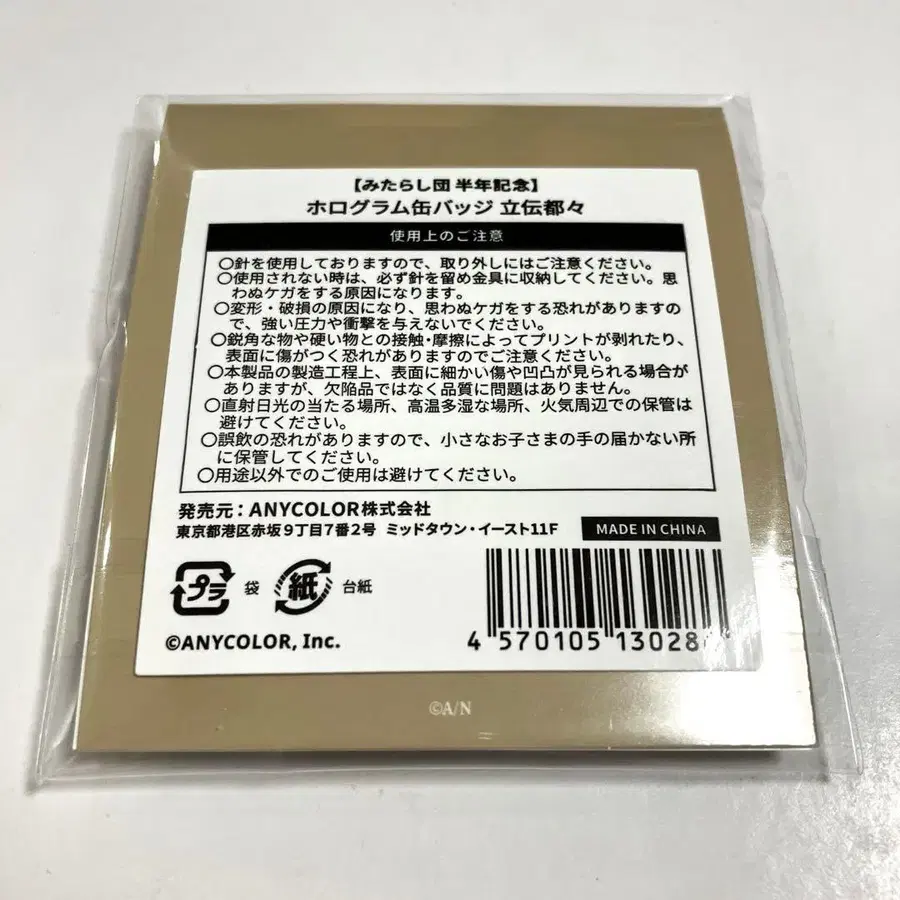 【みたらし団 半年記念】
ホログラム缶バッジ 立伝都々
使用上のご注意
○針を使用しておりますので、取り外しにはご注意ください。
○使用されない時は、必ず針を留め金具に収納してください。思
わぬケガをする原因になります。
○変形・破損の原因になり、思わぬケガをする恐れがありますの
で、強い圧力や衝撃を与えないでください。
○鋭角な物や硬い物との接触・摩擦によってプリントが剥れたり、
表面に傷がつく恐れがありますのでご注意ください。
○本製品の製造工程上、表面に細かい傷や凹凸が見られる場合が
ありますが、欠陥品ではなく品質に問題はありません。
○直射日光の当たる場所、高温多湿な場所、火気周辺での保管は
避けてください。
○誤飲の恐れがありますので、小さなお子さまの手の届かない所
に保管してください。
○用途以外でのご使用は避けてください。
発売元：ANYCOLOR株式会社
東京都港区赤坂9丁目7番2号 ミッドタウン・イースト11F
MADE IN CHINA
プラ 袋 紙 台紙
©ANYCOLOR, Inc.
4 570105 13028
©A/N